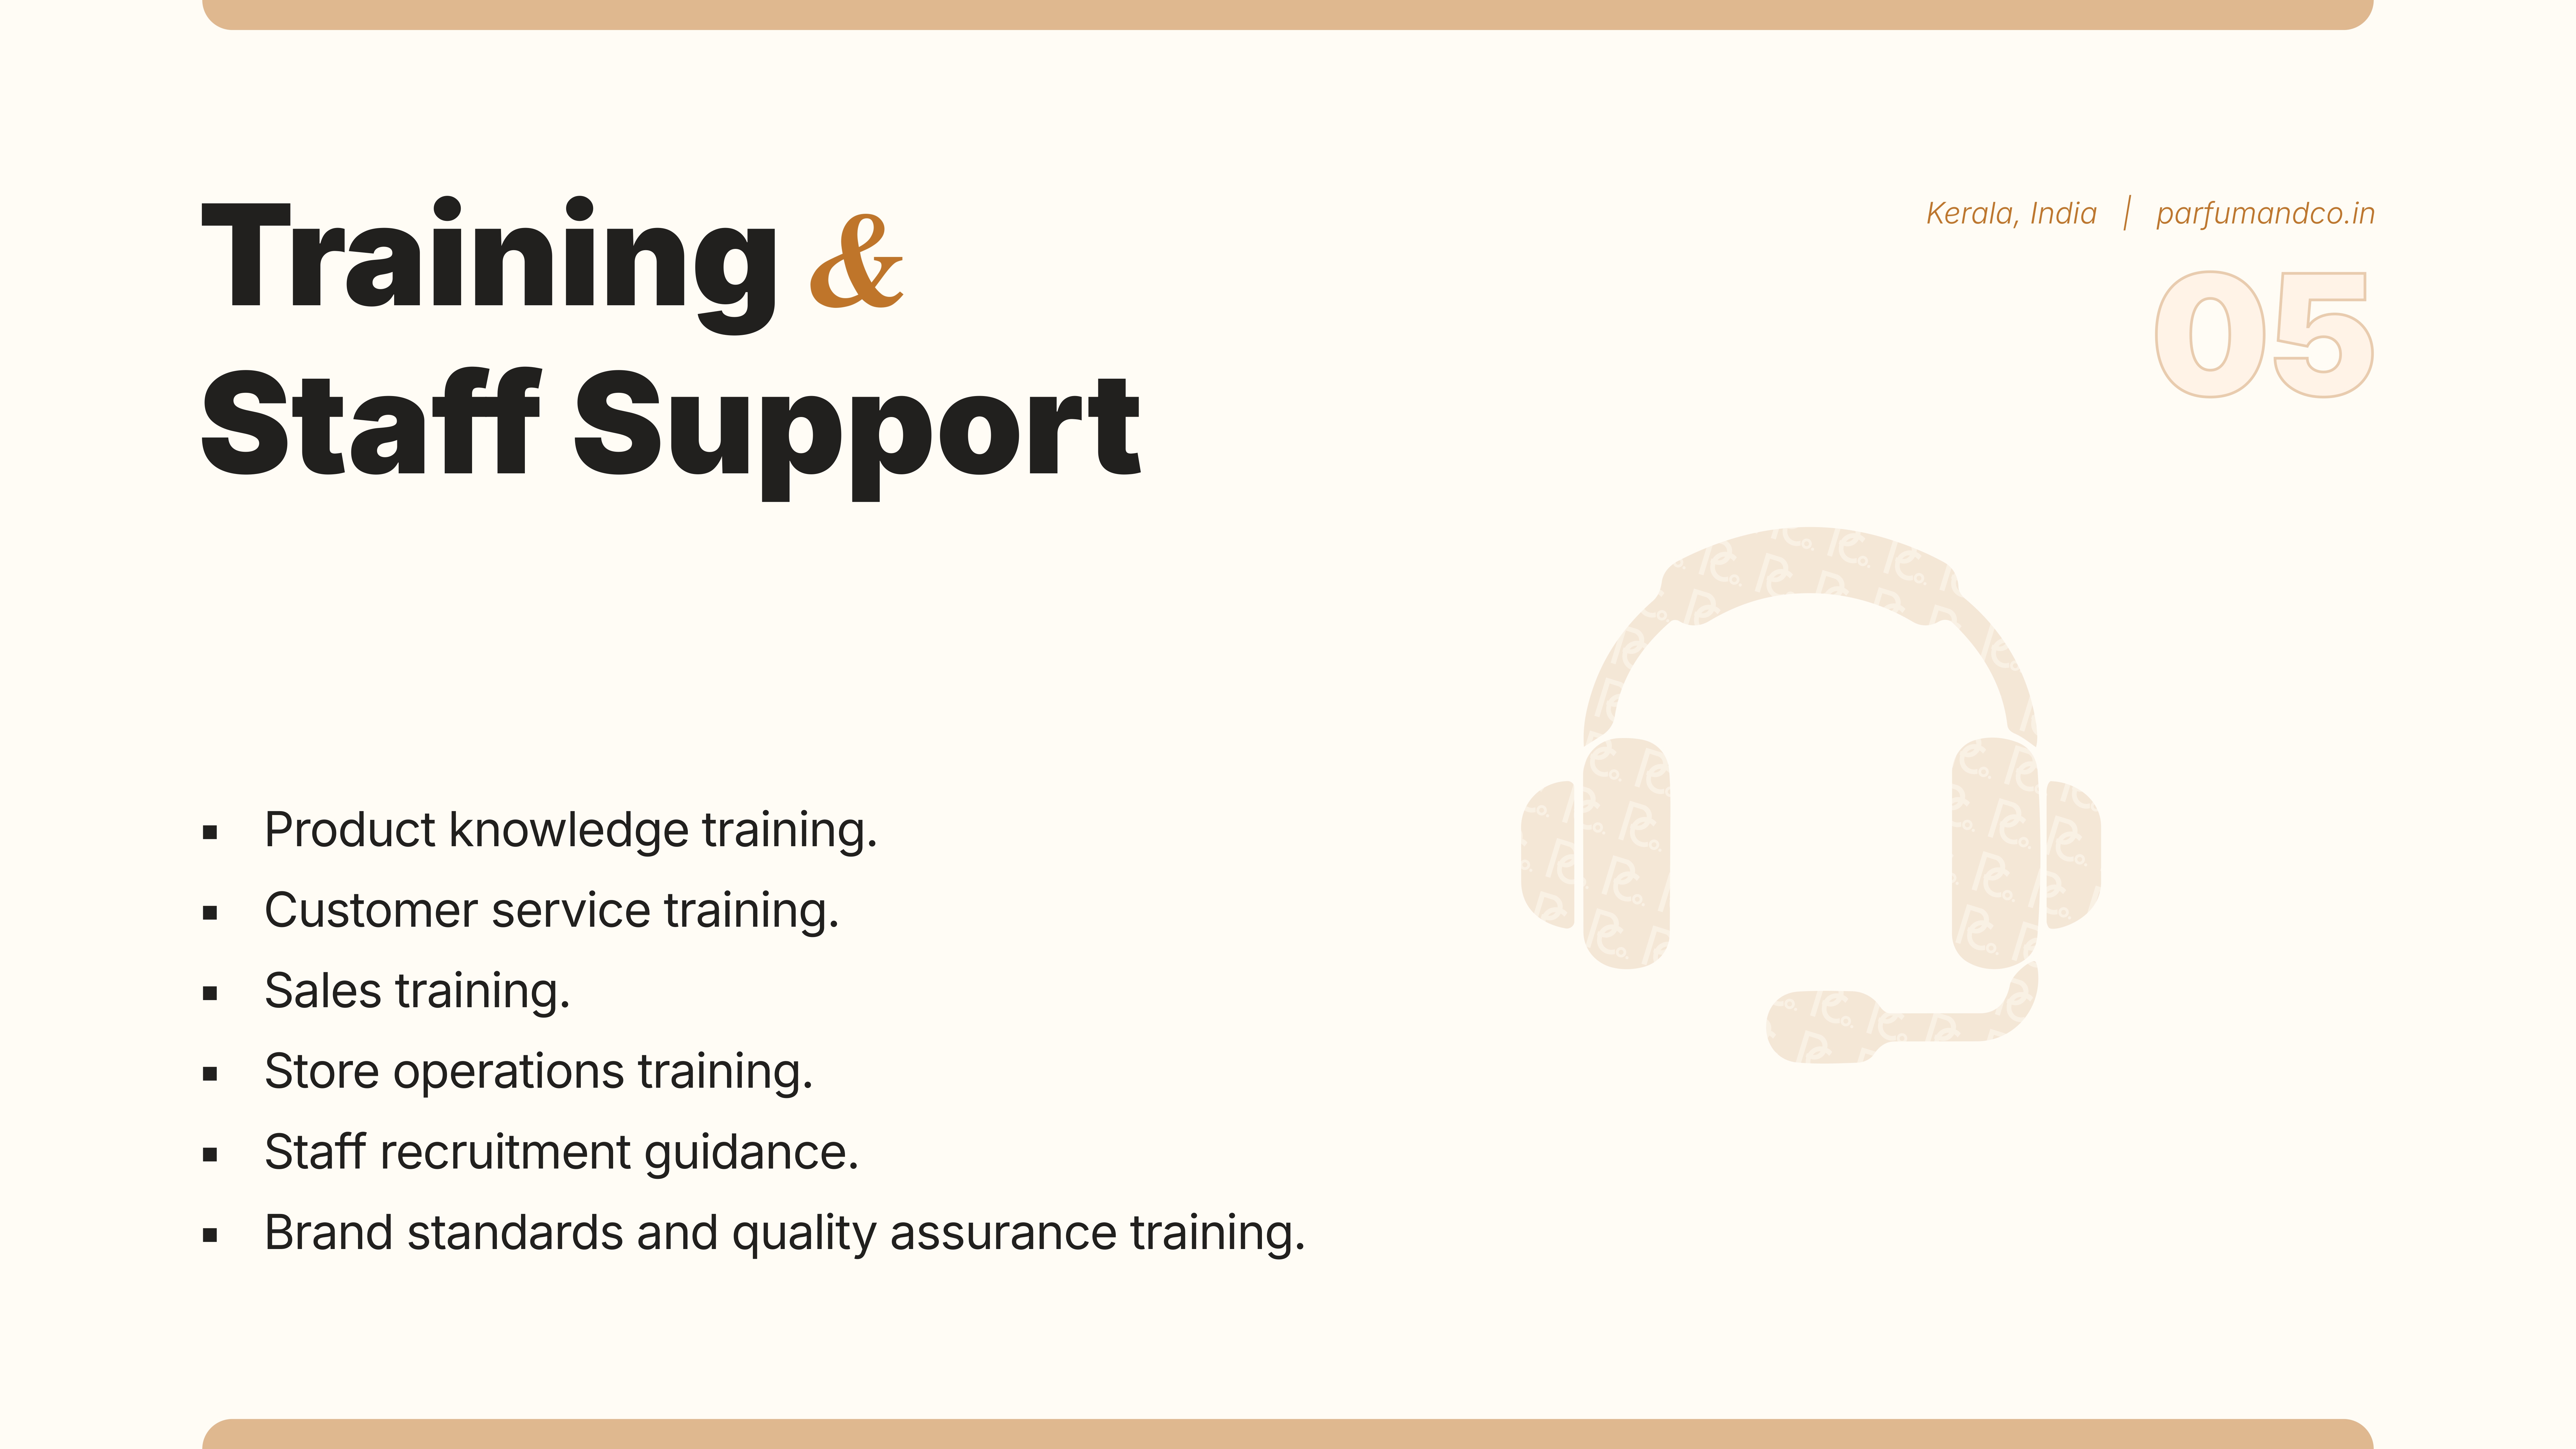 Training &
Staff Support
Kerala, India | parfumandco.in
05
▪ Product knowledge training.
▪ Customer service training.
▪ Sales training.
▪ Store operations training.
▪ Staff recruitment guidance.
▪ Brand standards and quality assurance training.